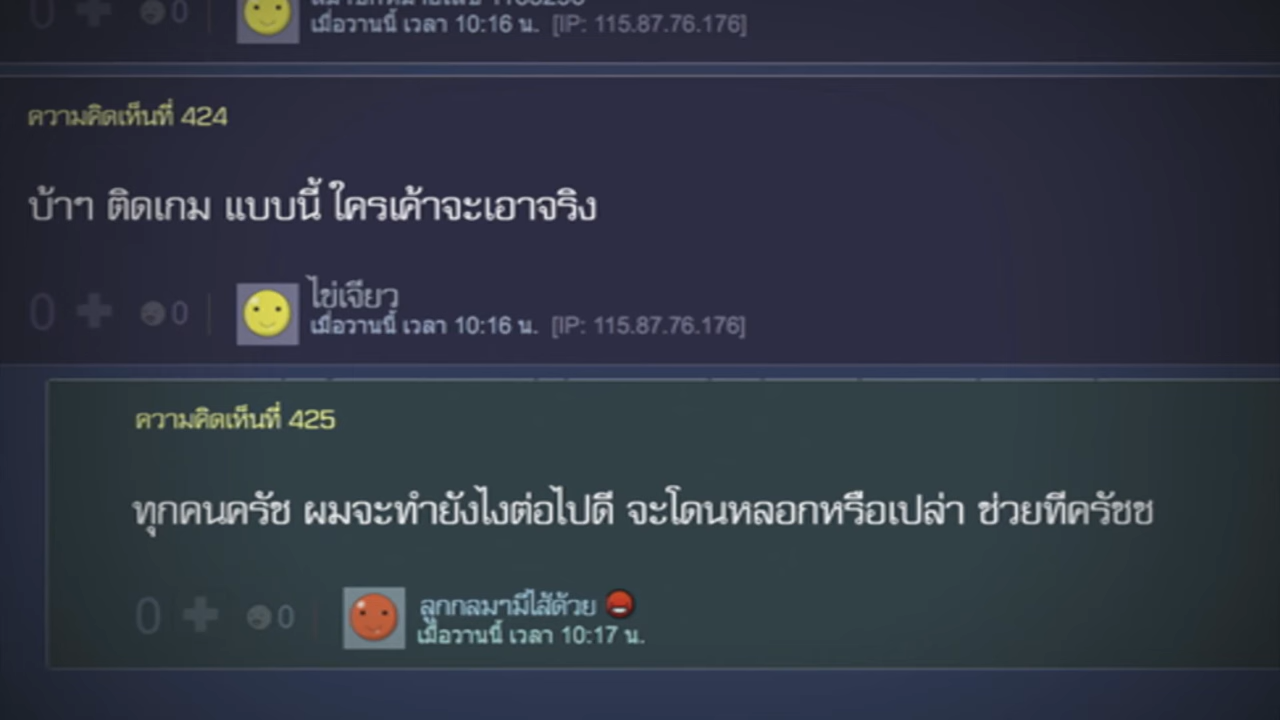 0 0
เมื่อวานนี้ เวลา 10:16 น. [IP: 115.87.76.176]
ความคิดเห็นที่ 424
บ้าๆ ติดเกม แบบนี้ ใครเค้าจะเอาจริง
0 0 ไข่เจียว
เมื่อวานนี้ เวลา 10:16 น. [IP: 115.87.76.176]
ความคิดเห็นที่ 425
ทุกคนครัช ผมจะทำยังไงต่อไปดี จะโดนหลอกหรือเปล่า ช่วยทีครัชช
0 0 ลูกกลมๆมีไส้ด้วย
เมื่อวานนี้ เวลา 10:17 น.